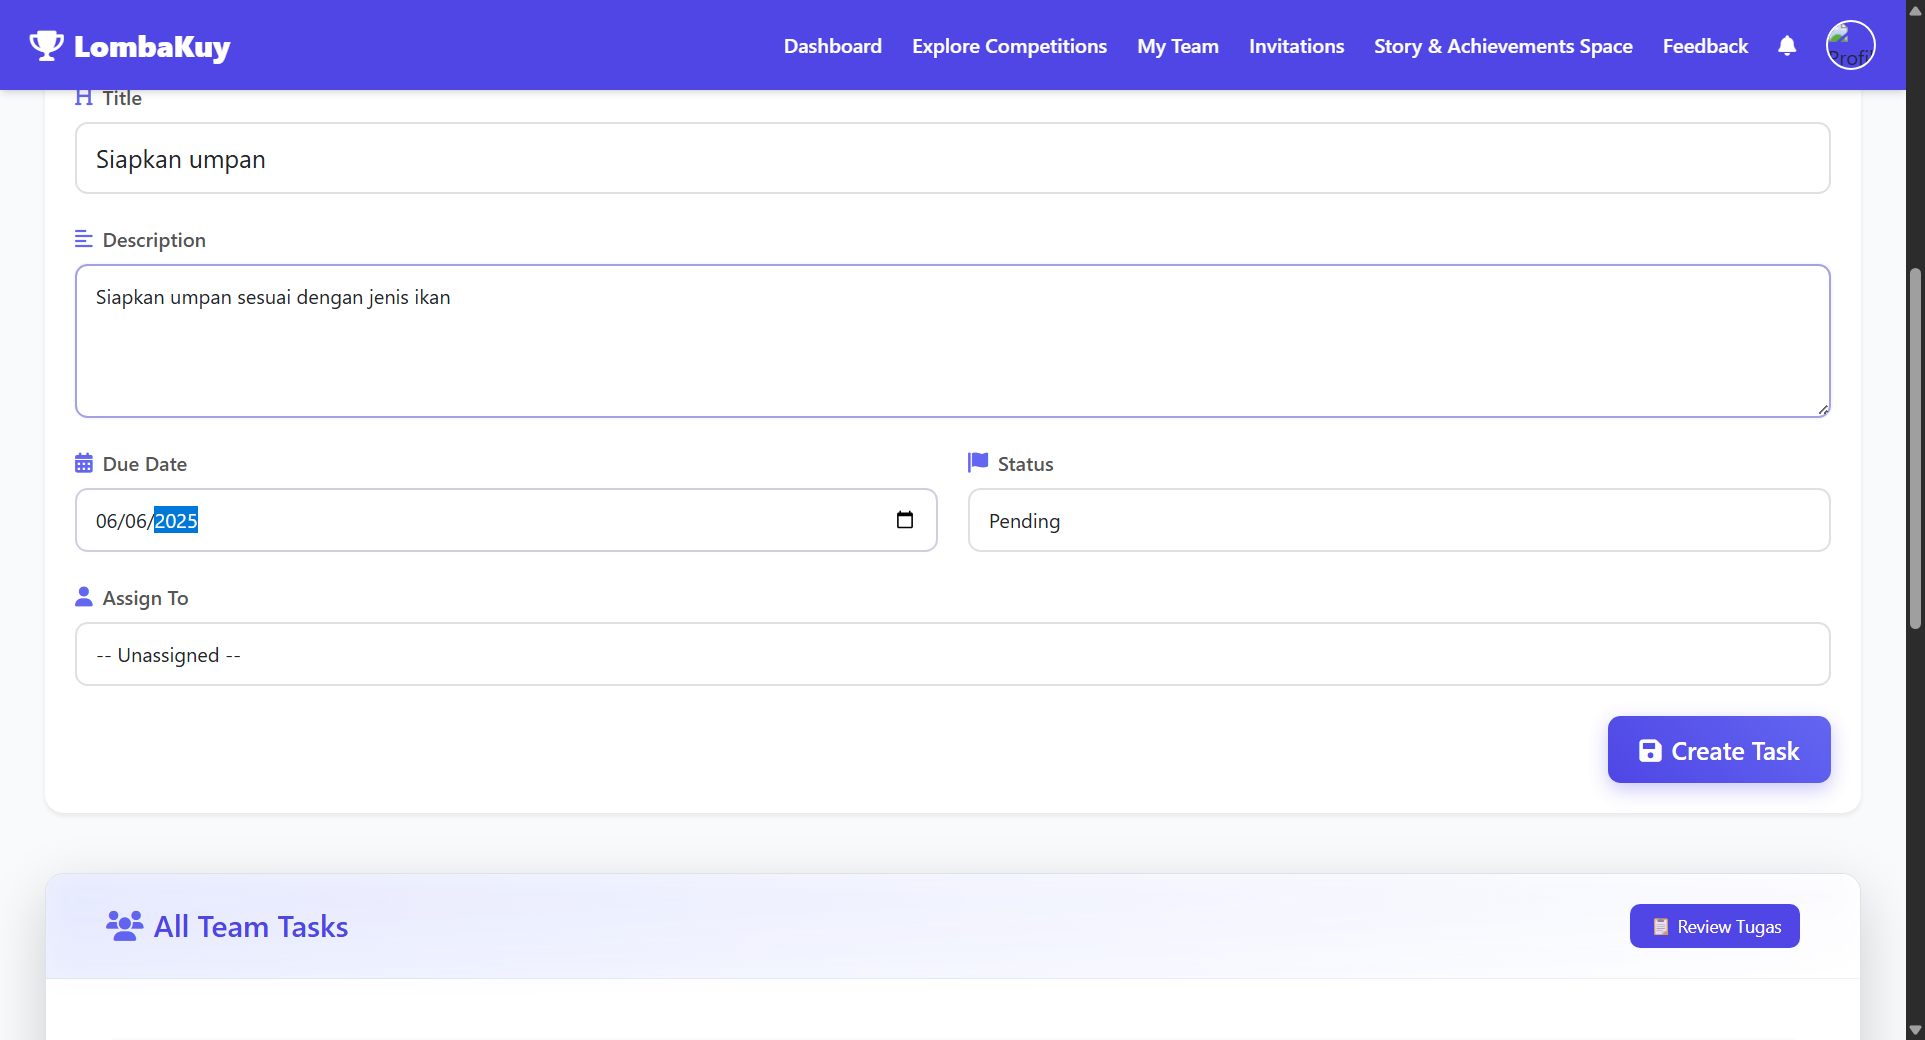 LombaKuy
Dashboard Explore Competitions My Team Invitations Story & Achievements Space Feedback Profi
Title
Siapkan umpan
Description
Siapkan umpan sesuai dengan jenis ikan
Due Date Status
06/06/2025 Pending
Assign To
-- Unassigned --
Create Task
All Team Tasks Review Tugas